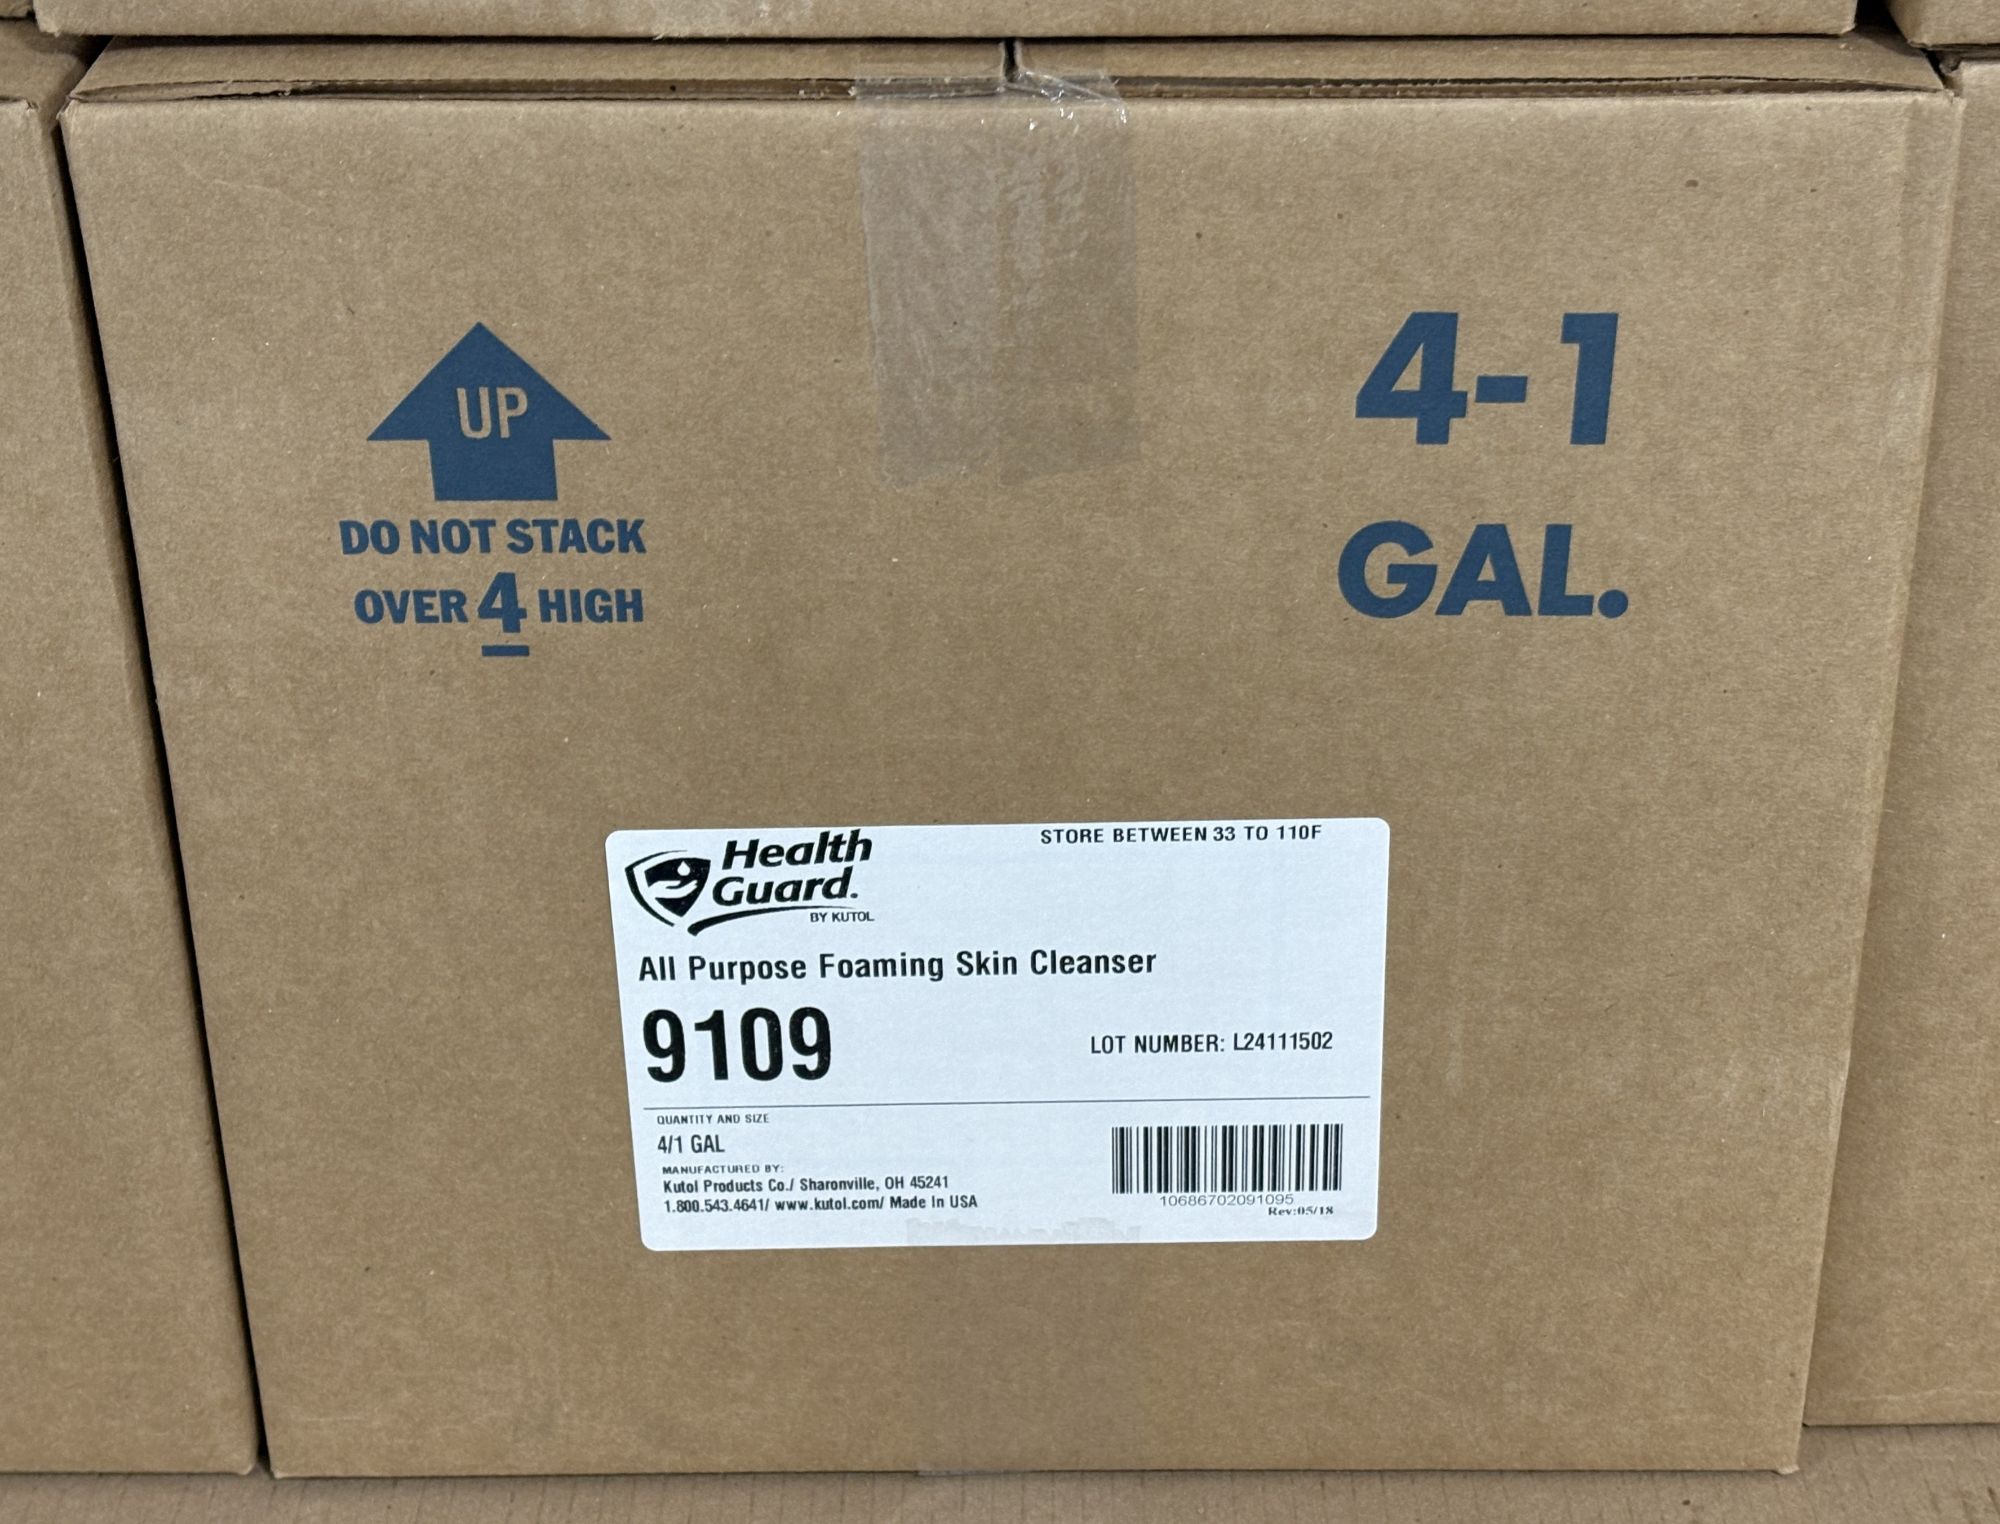 UP
DO NOT STACK
OVER 4 HIGH
4-1
GAL.
Health
Guard.
BY KUTOL
STORE BETWEEN 33 TO 110F
All Purpose Foaming Skin Cleanser
9109
LOT NUMBER: L24111502
QUANTITY AND SIZE
4/1 GAL
MANUFACTURED BY:
Kutol Products Co./ Sharonville, OH 45241
1.800.543.4641/ www.kutol.com/ Made In USA
10686702091095
Rev:05/18